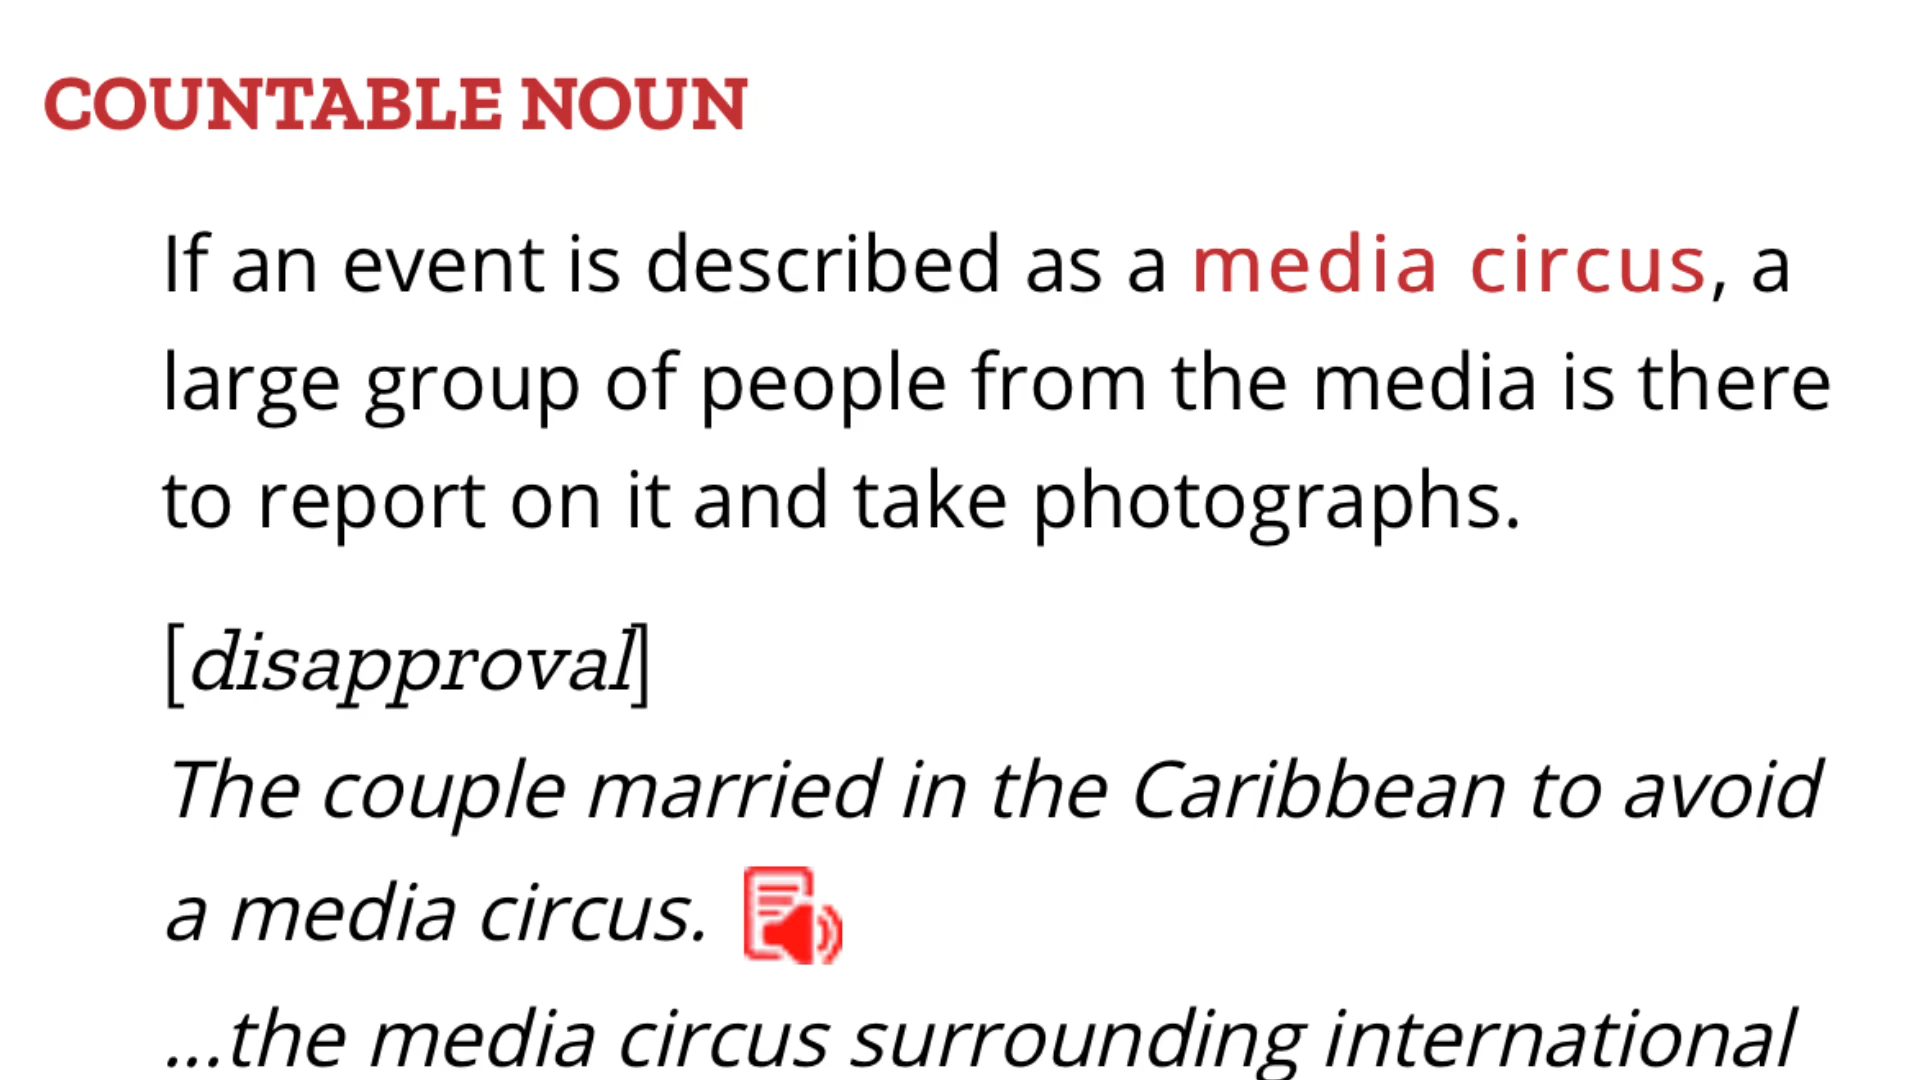 COUNTABLE NOUN
If an event is described as a media circus, a
large group of people from the media is there
to report on it and take photographs.
[disapproval]
The couple married in the Caribbean to avoid
a media circus.
...the media circus surrounding international